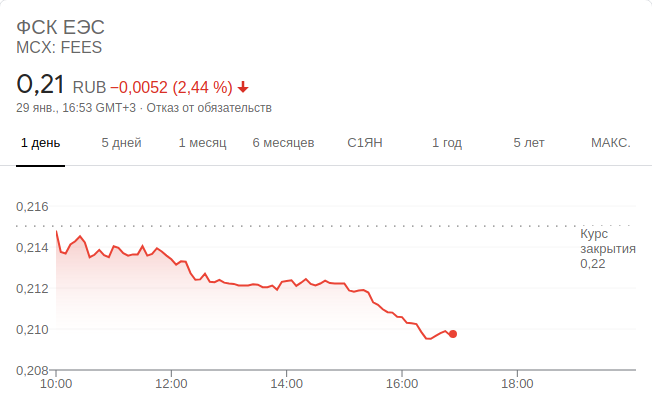 ФСК ЕЭС
MCX: FEES
0,21 RUB −0,0052 (2,44 %)
29 янв., 16:53 GMT+3 · Отказ от обязательств
1 день 5 дней 1 месяц 6 месяцев С1ЯН 1 год 5 лет МАКС.
0,216
Курс
закрытия
0,22
0,214
0,212
0,210
0,208
10:00 12:00 14:00 16:00 18:00